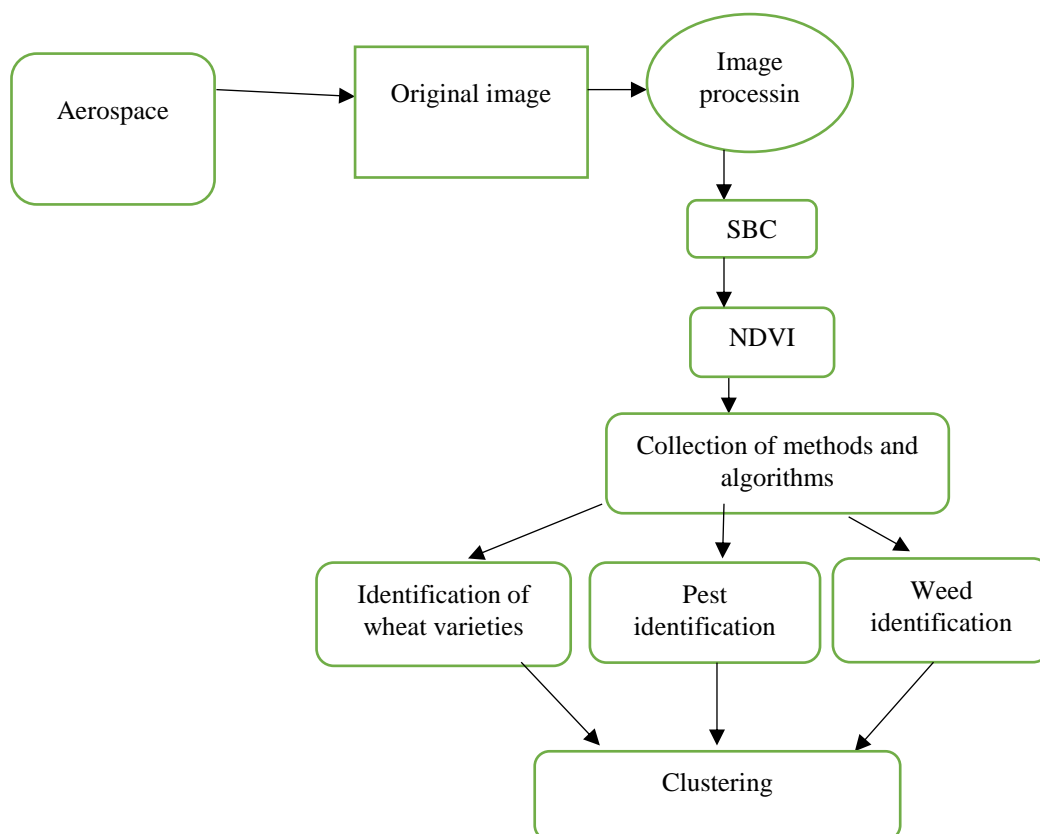 Aerospace
Original image
Image
processin
SBC
NDVI
Collection of methods and
algorithms
Identification of
wheat varieties
Pest
identification
Weed
identification
Clustering